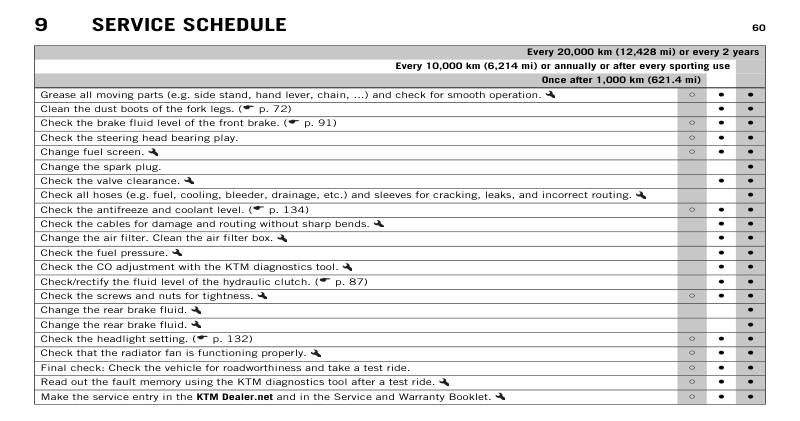 9 SERVICE SCHEDULE 60
Every 20,000 km (12,428 mi) or every 2 years
Every 10,000 km (6,214 mi) or annually or after every sporting use
Once after 1,000 km (621.4 mi)
Grease all moving parts (e.g. side stand, hand lever, chain, ...) and check for smooth operation. ○ ● ●
Clean the dust boots of the fork legs. (☛ p. 72) ● ●
Check the brake fluid level of the front brake. (☛ p. 91) ○ ● ●
Check the steering head bearing play. ○ ● ●
Change fuel screen. ○ ● ●
Change the spark plug. ●
Check the valve clearance. ● ●
Check all hoses (e.g. fuel, cooling, bleeder, drainage, etc.) and sleeves for cracking, leaks, and incorrect routing. ●
Check the antifreeze and coolant level. (☛ p. 134) ○ ● ●
Check the cables for damage and routing without sharp bends. ● ●
Change the air filter. Clean the air filter box. ● ●
Check the fuel pressure. ● ●
Check the CO adjustment with the KTM diagnostics tool. ● ●
Check/rectify the fluid level of the hydraulic clutch. (☛ p. 87) ● ●
Check the screws and nuts for tightness. ○ ● ●
Change the rear brake fluid. ●
Change the rear brake fluid. ●
Check the headlight setting. (☛ p. 132) ○ ● ●
Check that the radiator fan is functioning properly. ○ ● ●
Final check: Check the vehicle for roadworthiness and take a test ride. ○ ● ●
Read out the fault memory using the KTM diagnostics tool after a test ride. ○ ● ●
Make the service entry in the KTM Dealer.net and in the Service and Warranty Booklet. ○ ● ●